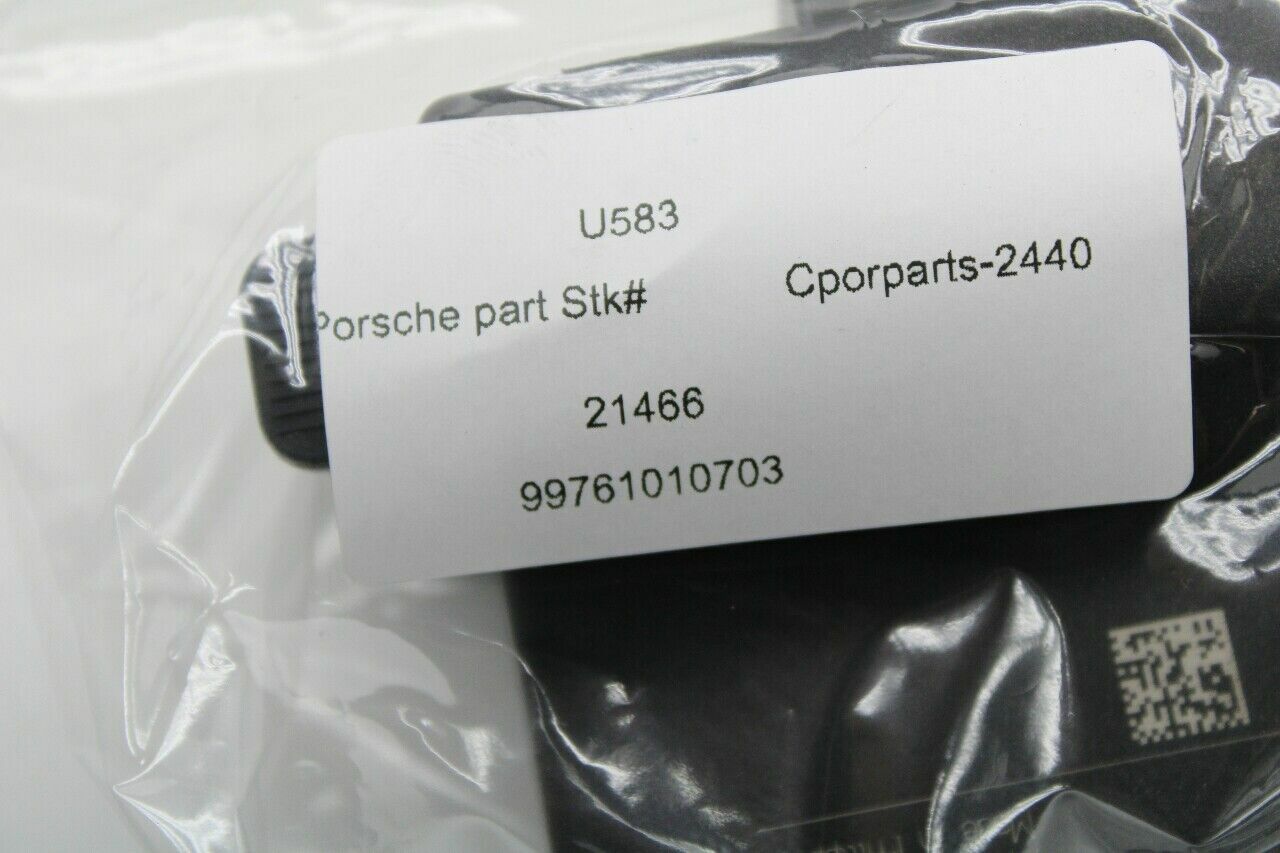 U583
Porsche part Stk# Cporparts-2440
21466
99761010703